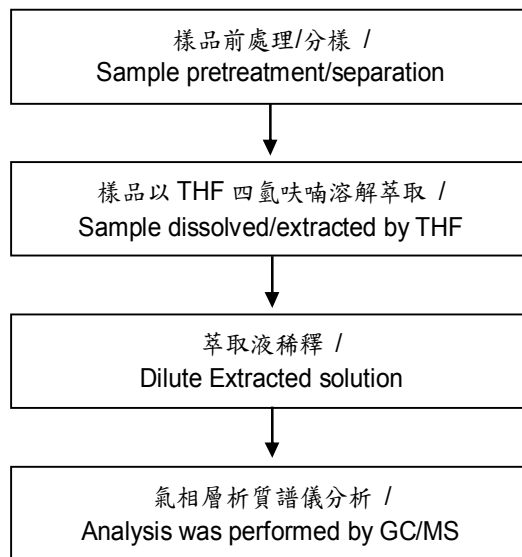 樣品前處理/分樣 /
Sample pretreatment/separation
樣品以 THF 四氫呋喃溶解萃取 /
Sample dissolved/extracted by THF
萃取液稀釋 /
Dilute Extracted solution
氣相層析質譜儀分析 /
Analysis was performed by GC/MS